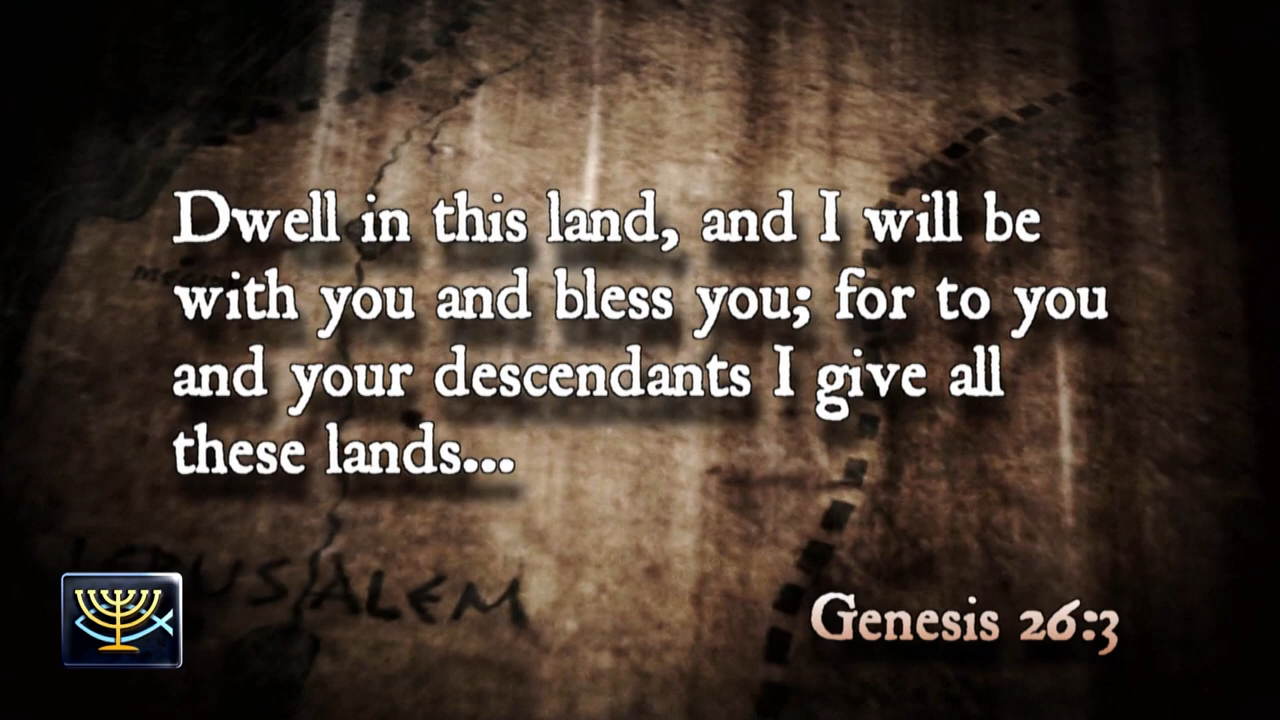 Dwell in this land, and I will be
with you and bless you; for to you
and your descendants I give all
these lands...
Genesis 26:3